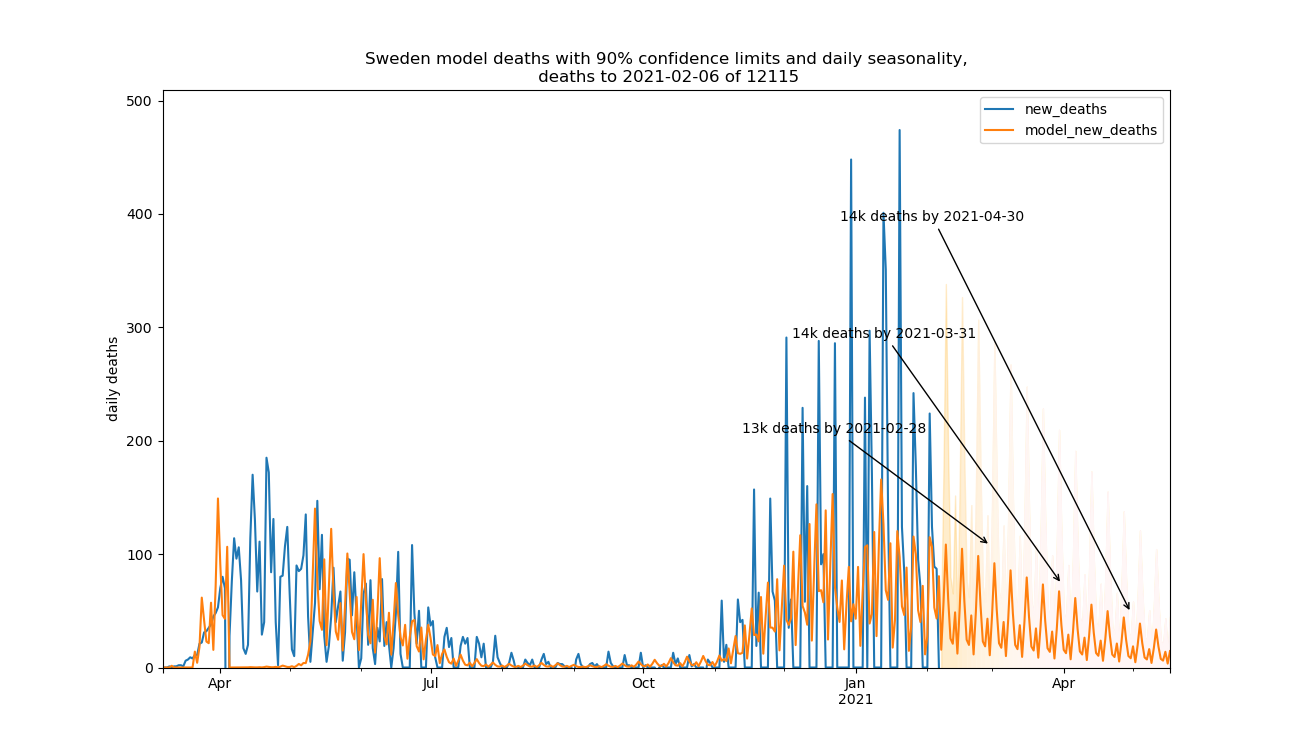 Sweden model deaths with 90% confidence limits and daily seasonality,
deaths to 2021-02-06 of 12115
500
400
300
200
100
0
daily deaths
new_deaths
model_new_deaths
14k deaths by 2021-04-30
14k deaths by 2021-03-31
13k deaths by 2021-02-28
Apr
Jul
Oct
Jan
2021
Apr